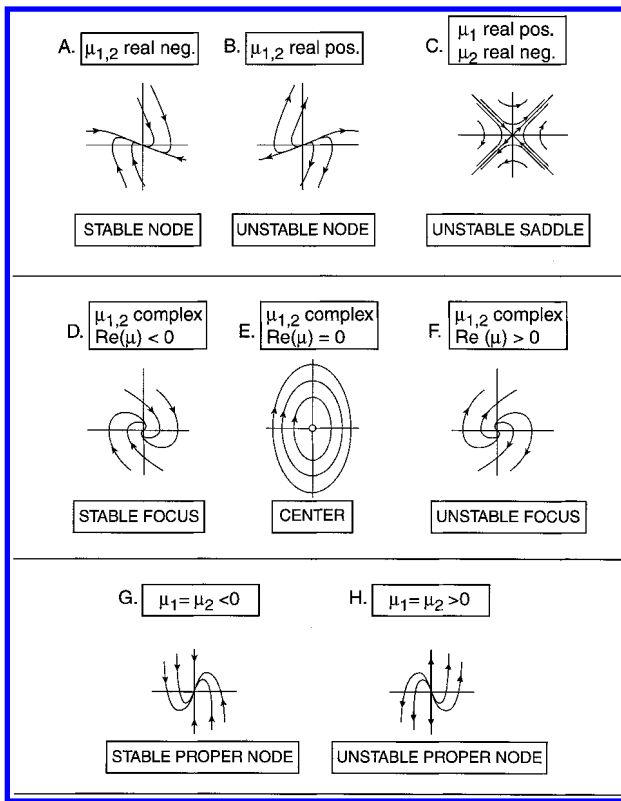 A. μ1,2 real neg.
B. μ1,2 real pos.
C. μ1 real pos.
μ2 real neg.
STABLE NODE
UNSTABLE NODE
UNSTABLE SADDLE
D. μ1,2 complex
Re(μ) < 0
E. μ1,2 complex
Re(μ) = 0
F. μ1,2 complex
Re (μ) > 0
STABLE FOCUS
CENTER
UNSTABLE FOCUS
G. μ1= μ2 <0
H. μ1= μ2 >0
STABLE PROPER NODE
UNSTABLE PROPER NODE